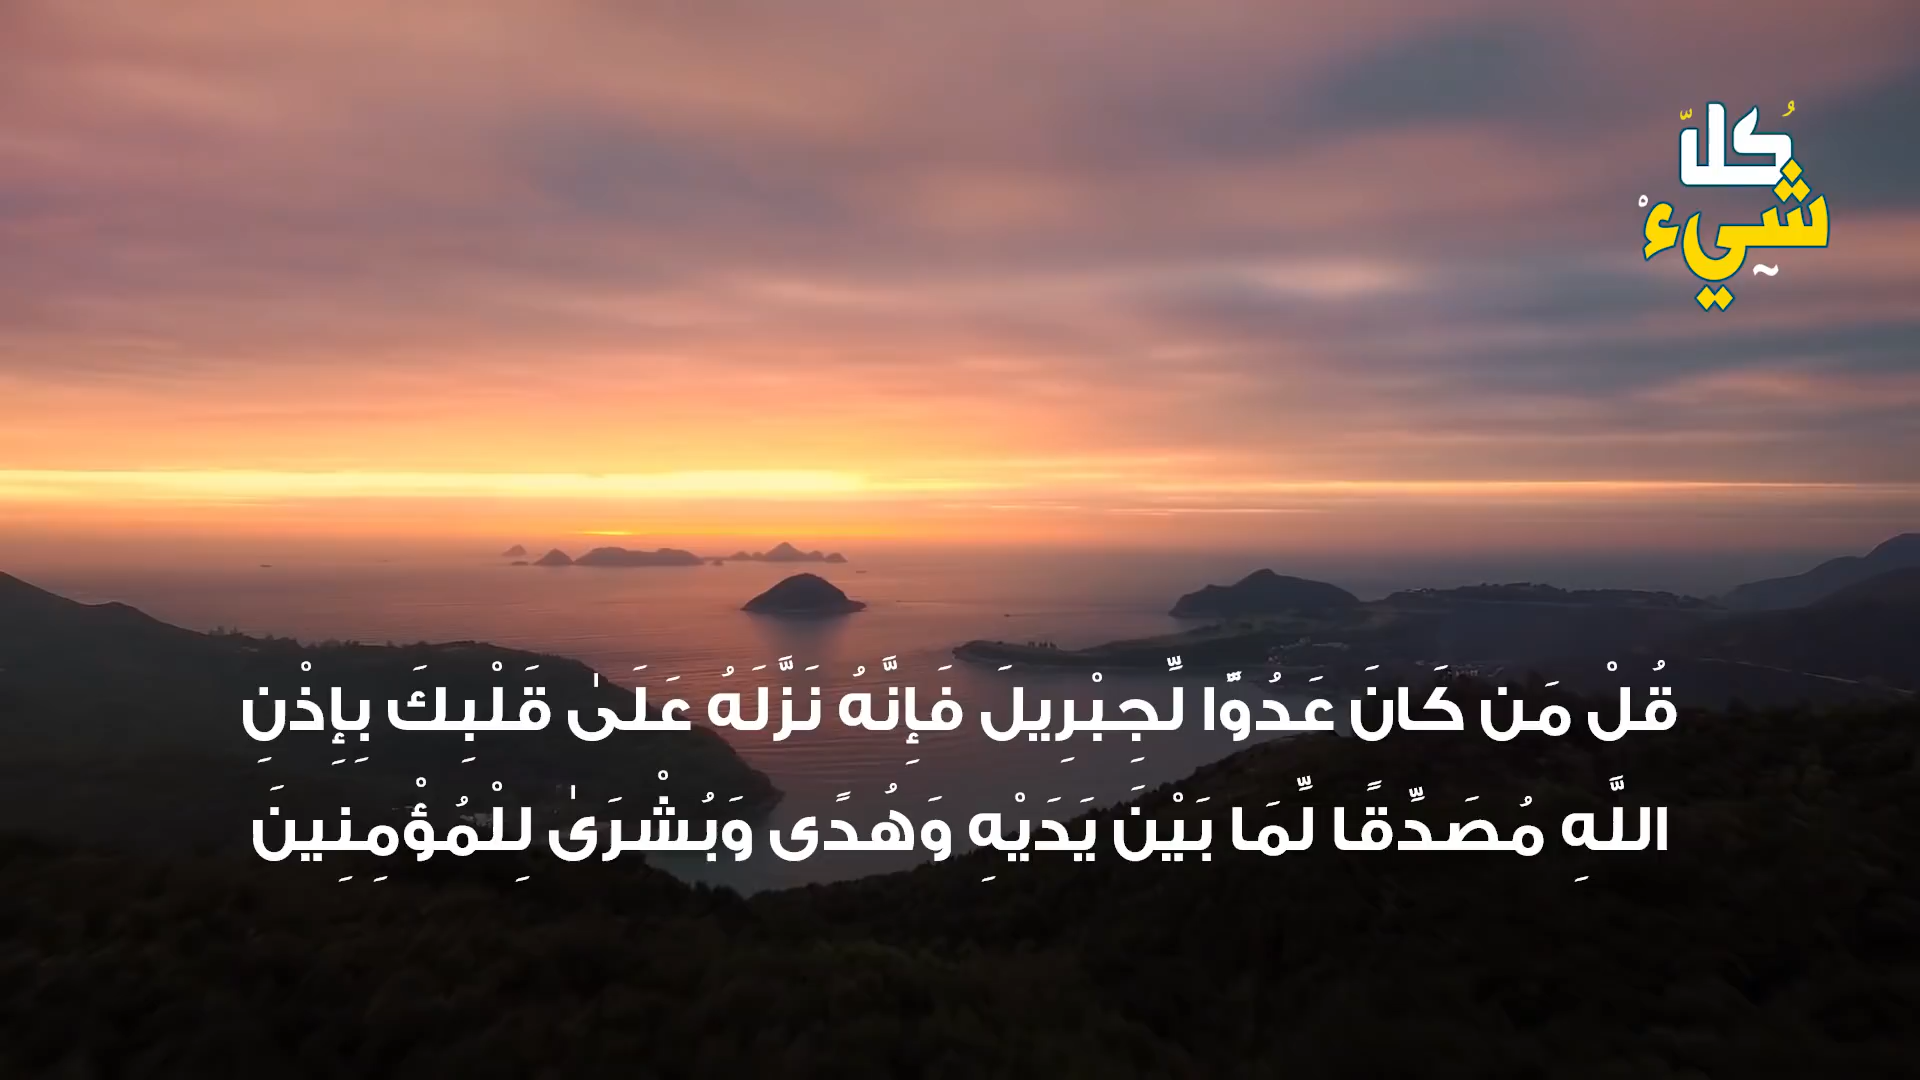 كُلّ
شَيْء
قُلْ مَن كَانَ عَدُوًّا لِّجِبْرِيلَ فَإِنَّهُ نَزَّلَهُ عَلَىٰ قَلْبِكَ بِإِذْنِ
اللَّهِ مُصَدِّقًا لِّمَا بَيْنَ يَدَيْهِ وَهُدًى وَبُشْرَىٰ لِلْمُؤْمِنِينَ